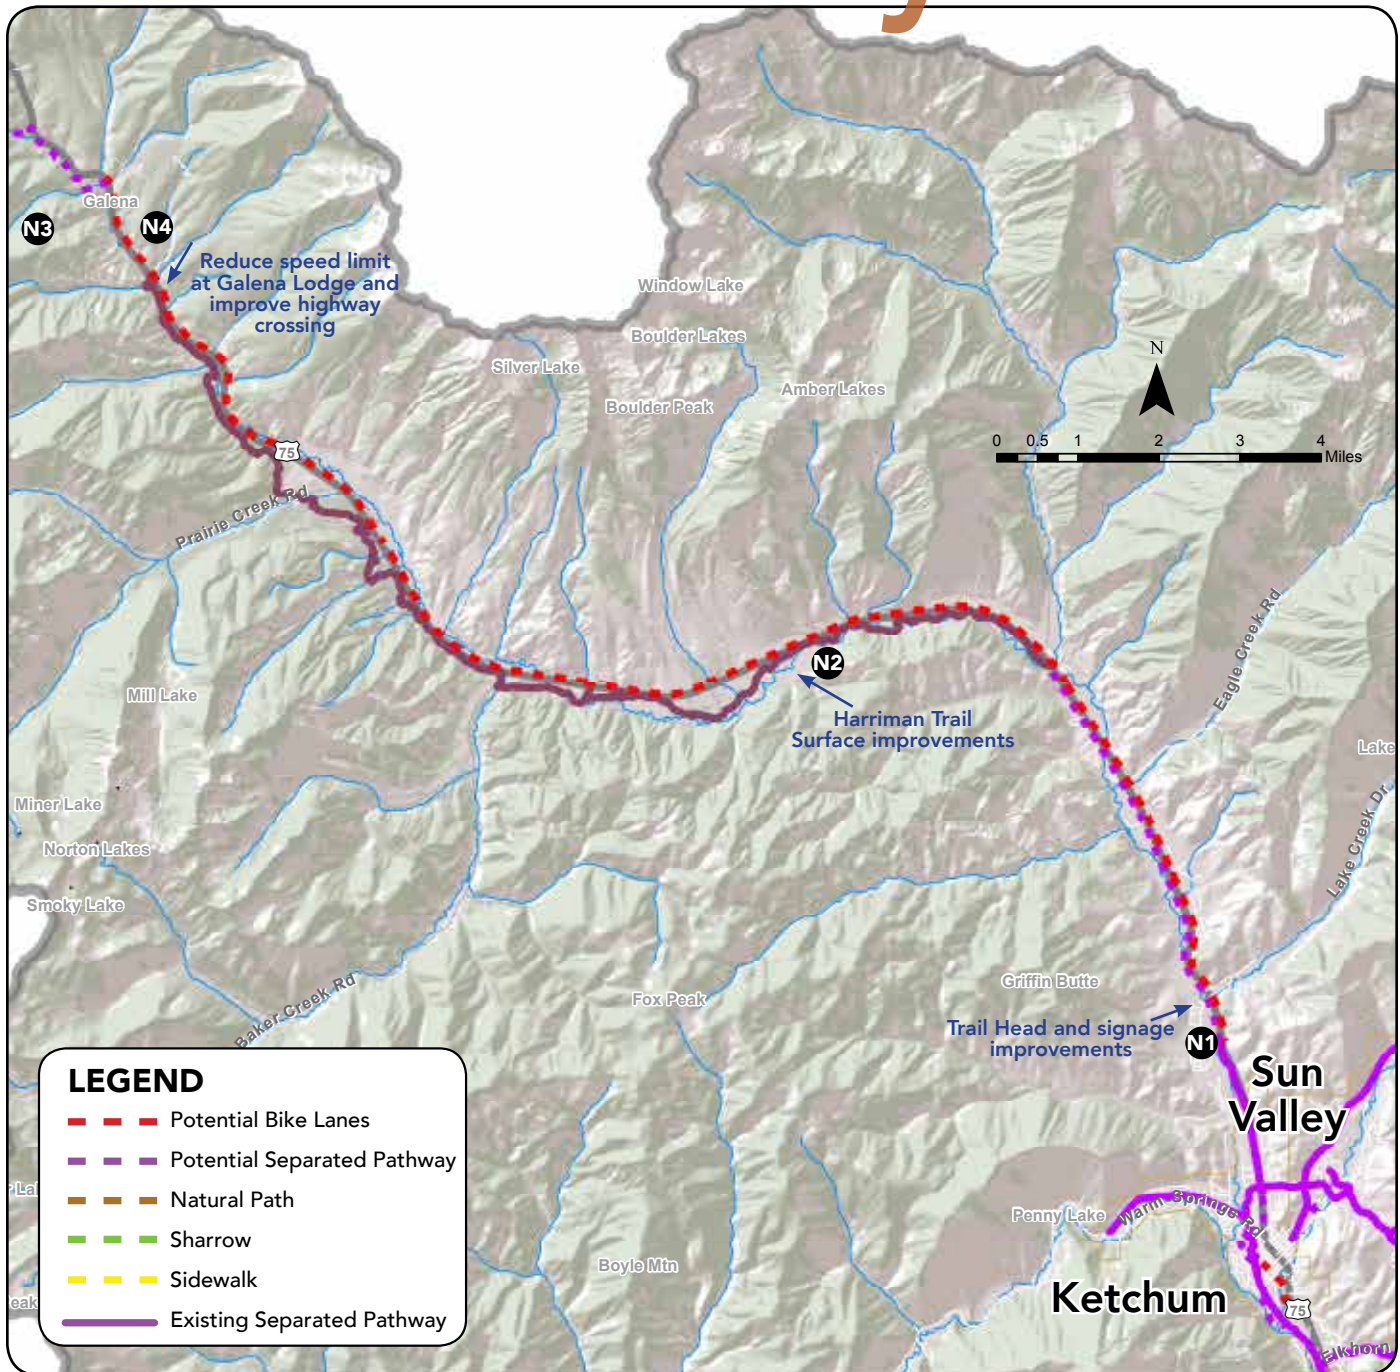 Galena
N3
N4
Reduce speed limit
at Galena Lodge and
improve highway
crossing
Window Lake
Boulder Lakes
Silver Lake
Amber Lakes
Boulder Peak
N
0 0.5 1 2 3 4
Miles
75
Prairie Creek Rd
Eagle Creek Rd
N2
Harriman Trail
Surface improvements
Mill Lake
Lake
Miner Lake
Lake Creek Dr
Norton Lakes
Smoky Lake
Griffin Butte
Fox Peak
Baker Creek Rd
Trail Head and signage
improvements
N1
Sun
Valley
Penny Lake
Warm Springs Rd
Boyle Mtn
Ketchum
75
Elkhorn
LEGEND
Potential Bike Lanes
Potential Separated Pathway
Natural Path
Sharrow
Sidewalk
Existing Separated Pathway